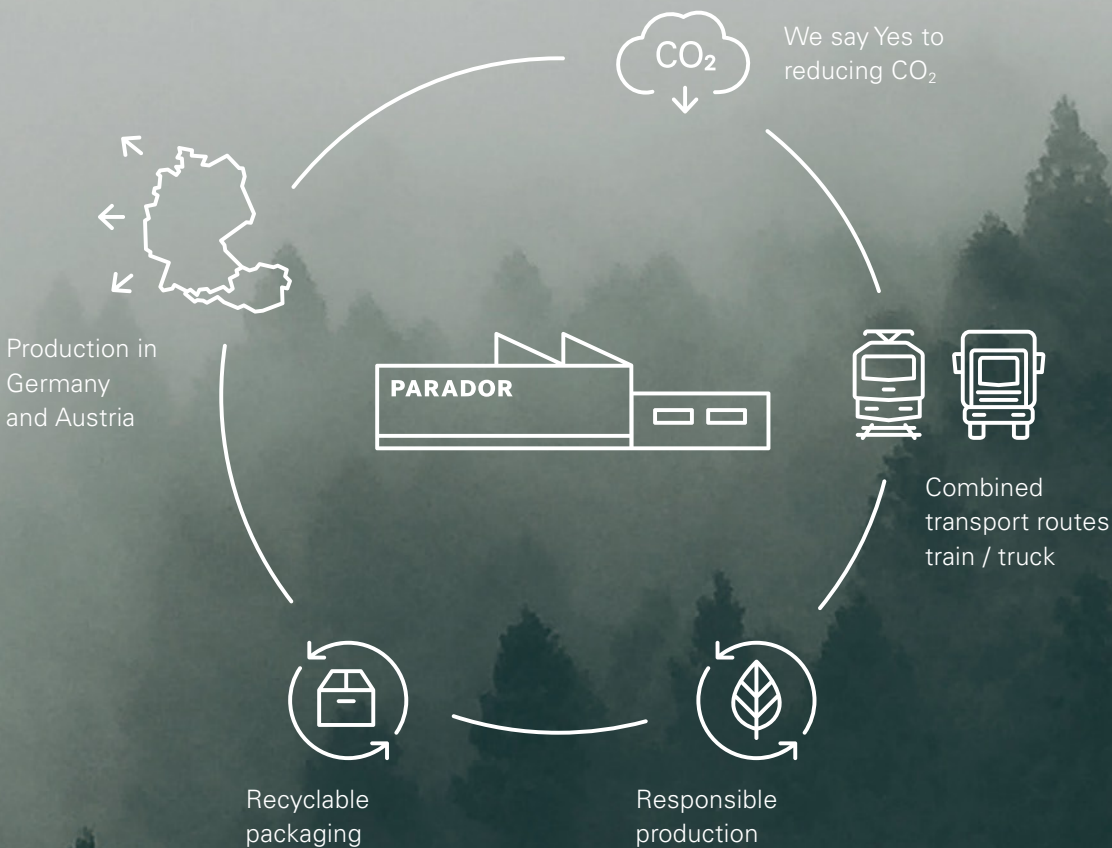 CO₂
We say Yes to
reducing CO₂
Production in
Germany
and Austria
PARADOR
Combined
transport routes
train / truck
Recyclable
packaging
Responsible
production